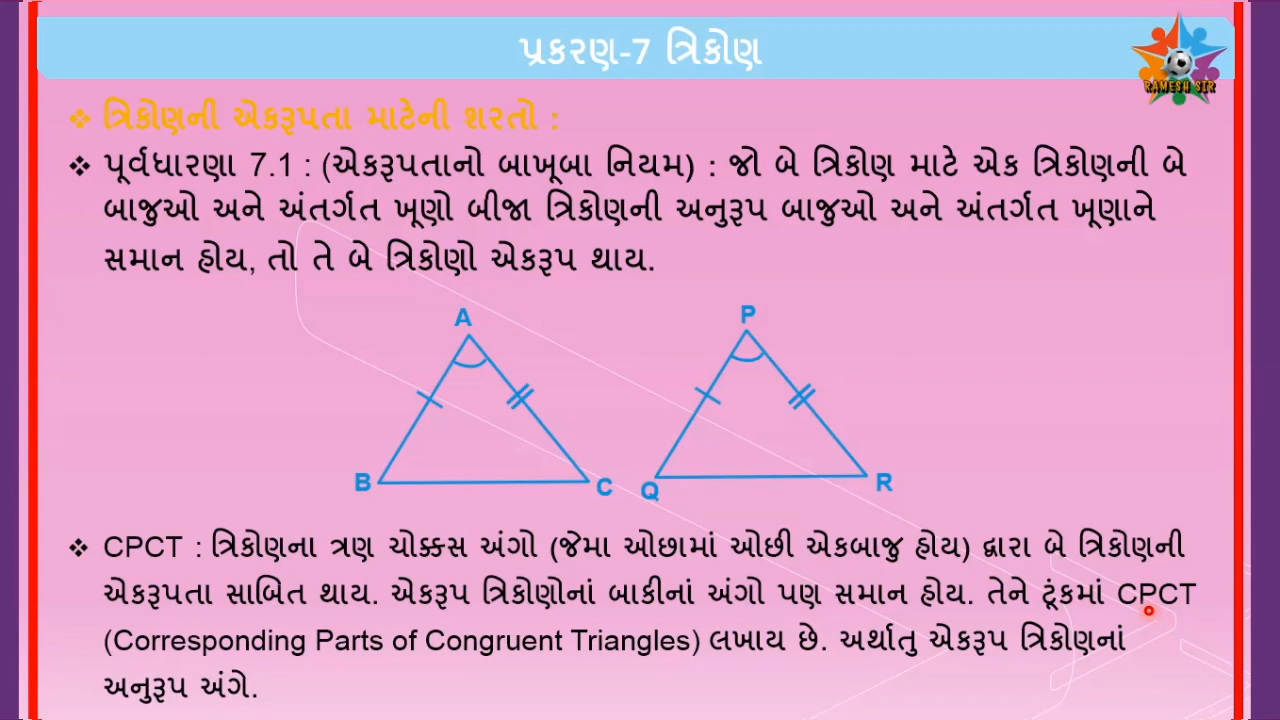 પ્રકરણ-7 ત્રિકોણ
RAMESH SIR
❖ ત્રિકોણની એકરૂપતા માટેની શરતો :
❖ પૂર્વધારણા 7.1 : (એકરૂપતાનો બાખૂબા નિયમ) : જો બે ત્રિકોણ માટે એક ત્રિકોણની બે
બાજુઓ અને અંતર્ગત ખૂણો બીજા ત્રિકોણની અનુરૂપ બાજુઓ અને અંતર્ગત ખૂણાને
સમાન હોય, તો તે બે ત્રિકોણો એકરૂપ થાય.
A P
B C Q R
❖ CPCT : ત્રિકોણના ત્રણ ચોક્કસ અંગો (જેમા ઓછામાં ઓછી એકબાજુ હોય) દ્વારા બે ત્રિકોણની
એકરૂપતા સાબિત થાય. એકરૂપ ત્રિકોણોનાં બાકીનાં અંગો પણ સમાન હોય. તેને ટૂંકમાં CPCT
(Corresponding Parts of Congruent Triangles) લખાય છે. અર્થાતુ એકરૂપ ત્રિકોણનાં
અનુરૂપ અંગે.